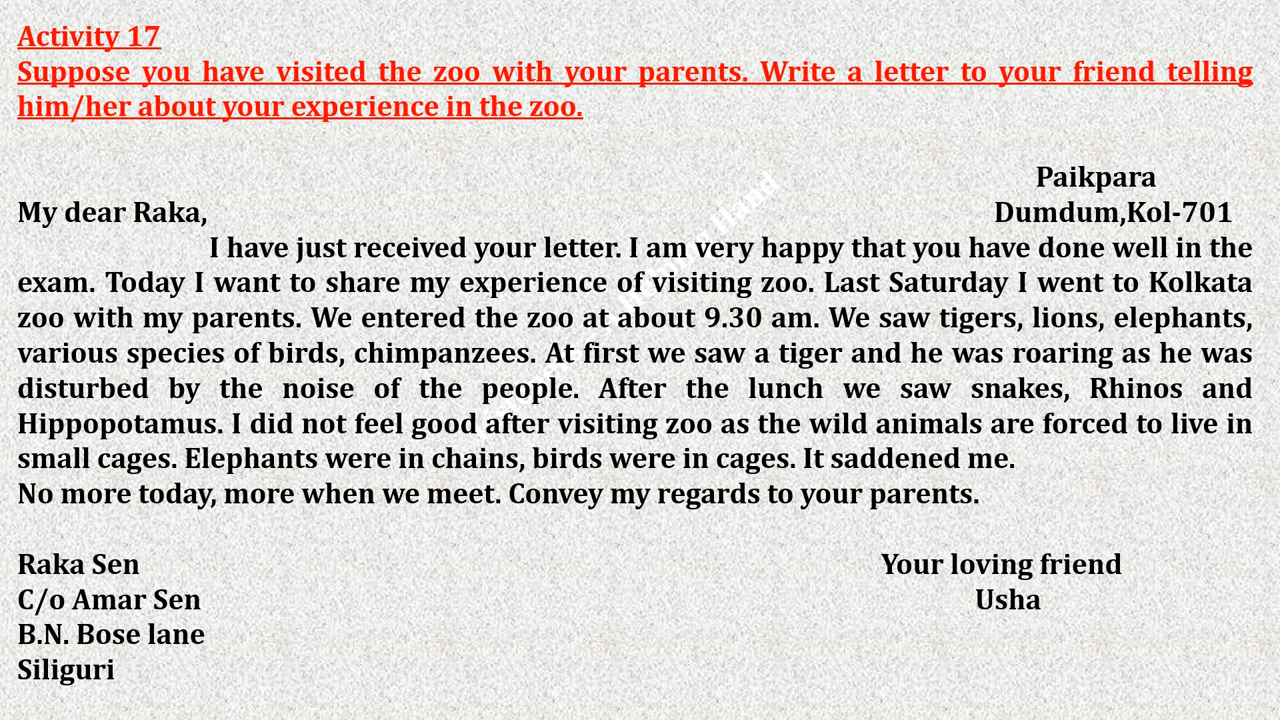 Activity 17
Suppose you have visited the zoo with your parents. Write a letter to your friend telling
him/her about your experience in the zoo.
Paikpara
My dear Raka, Dumdum,Kol-701
I have just received your letter. I am very happy that you have done well in the
exam. Today I want to share my experience of visiting zoo. Last Saturday I went to Kolkata
zoo with my parents. We entered the zoo at about 9.30 am. We saw tigers, lions, elephants,
various species of birds, chimpanzees. At first we saw a tiger and he was roaring as he was
disturbed by the noise of the people. After the lunch we saw snakes, Rhinos and
Hippopotamus. I did not feel good after visiting zoo as the wild animals are forced to live in
small cages. Elephants were in chains, birds were in cages. It saddened me.
No more today, more when we meet. Convey my regards to your parents.
Raka Sen Your loving friend
C/o Amar Sen Usha
B.N. Bose lane
Siliguri